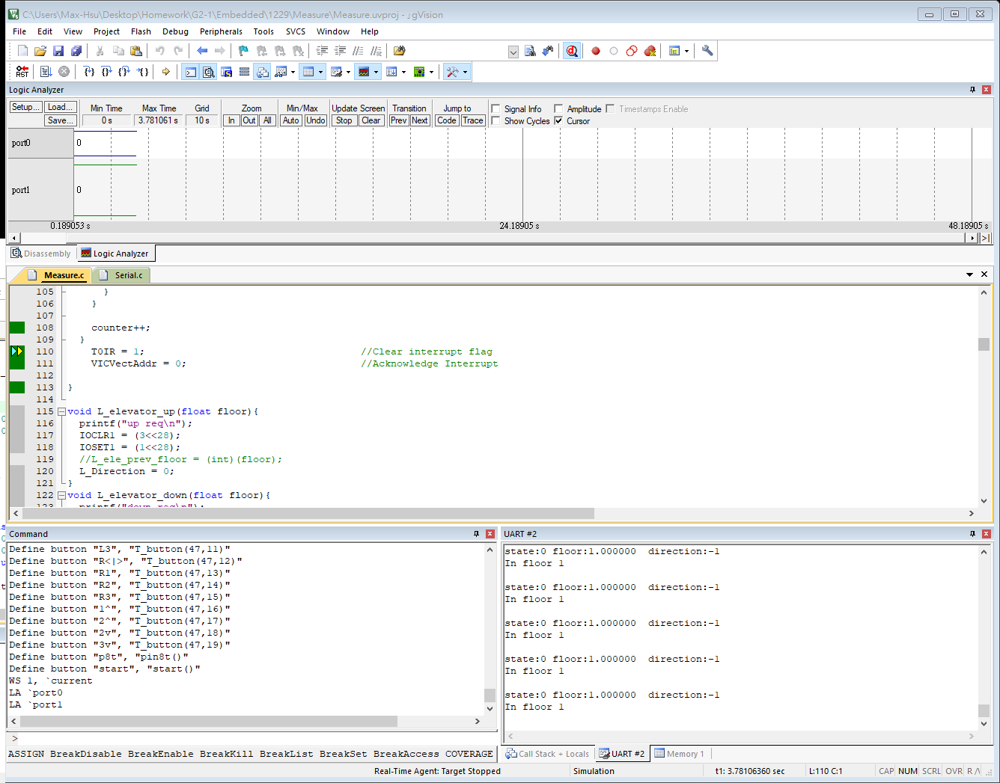 C:\Users\Max-Hsu\Desktop\Homework\G2-1\Embedded\1229\Measure\Measure.uvproj - 」gVision
File Edit View Project Flash Debug Peripherals Tools SVCS Window Help
RST
Logic Analyzer
Setup... Load... Min Time Max Time Grid Zoom Min/Max Update Screen Transition Jump to Signal Info Amplitude Timestamps Enable
Save... 0 s 3.781061 s 10 s In Out All Auto Undo Stop Clear Prev Next Code Trace Show Cycles Cursor
port0 0
port1 0
0.189053 s 24.18905 s 48.18905 s
Disassembly Logic Analyzer
Measure.c Serial.c
105 }
106 }
107
108 counter++;
109 }
110 T0IR = 1; //Clear interrupt flag
111 VICVectAddr = 0; //Acknowledge Interrupt
112
113 }
114
115 void L_elevator_up(float floor){
116 printf("up req\n");
117 IOCLR1 = (3<<28);
118 IOSET1 = (1<<28);
119 //L_ele_prev_floor = (int)(floor);
120 L_Direction = 0;
121 }
122 void L_elevator_down(float floor){
123 printf("down req\n");
Command
Define button "L3", "T_button(47,11)"
Define button "R<|>", "T_button(47,12)"
Define button "R1", "T_button(47,13)"
Define button "R2", "T_button(47,14)"
Define button "R3", "T_button(47,15)"
Define button "1^", "T_button(47,16)"
Define button "2^", "T_button(47,17)"
Define button "2v", "T_button(47,18)"
Define button "3v", "T_button(47,19)"
Define button "p8t", "pin8t()"
Define button "start", "start()"
WS 1, `current
LA `port0
LA `port1
>
ASSIGN BreakDisable BreakEnable BreakKill BreakList BreakSet BreakAccess COVERAGE
UART #2
state:0 floor:1.000000 direction:-1
In floor 1
state:0 floor:1.000000 direction:-1
In floor 1
state:0 floor:1.000000 direction:-1
In floor 1
state:0 floor:1.000000 direction:-1
In floor 1
state:0 floor:1.000000 direction:-1
In floor 1
Call Stack + Locals UART #2 Memory 1
Real-Time Agent: Target Stopped Simulation t1: 3.78106360 sec L:110 C:1 CAP NUM SCRL OVR R